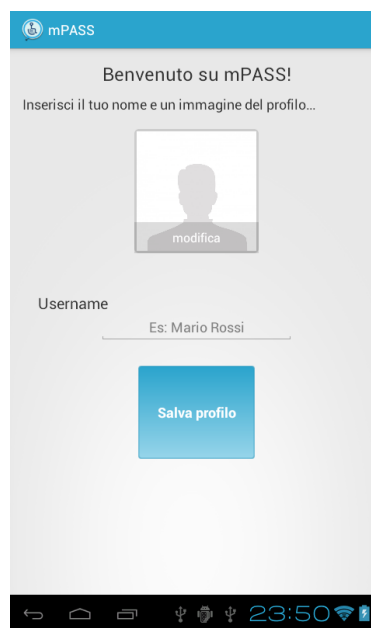 mPASS
Benvenuto su mPASS!
Inserisci il tuo nome e un immagine del profilo...
modifica
Username
Es: Mario Rossi
Salva profilo
23:50